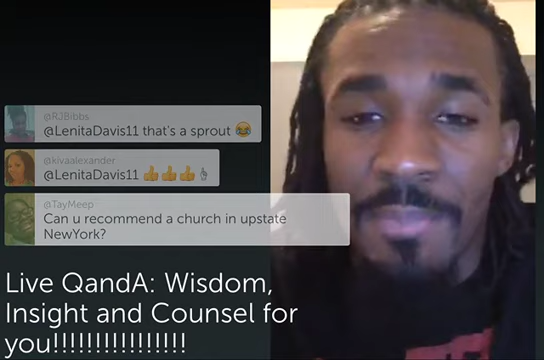 @RJBibbs
@LenitaDavis11 that's a sprout 😂
@kivaalexander
@LenitaDavis11 👍👍👍👆
@TayMeep
Can u recommend a church in upstate
NewYork?
Live QandA: Wisdom,
Insight and Counsel for
you!!!!!!!!!!!!!!!!!